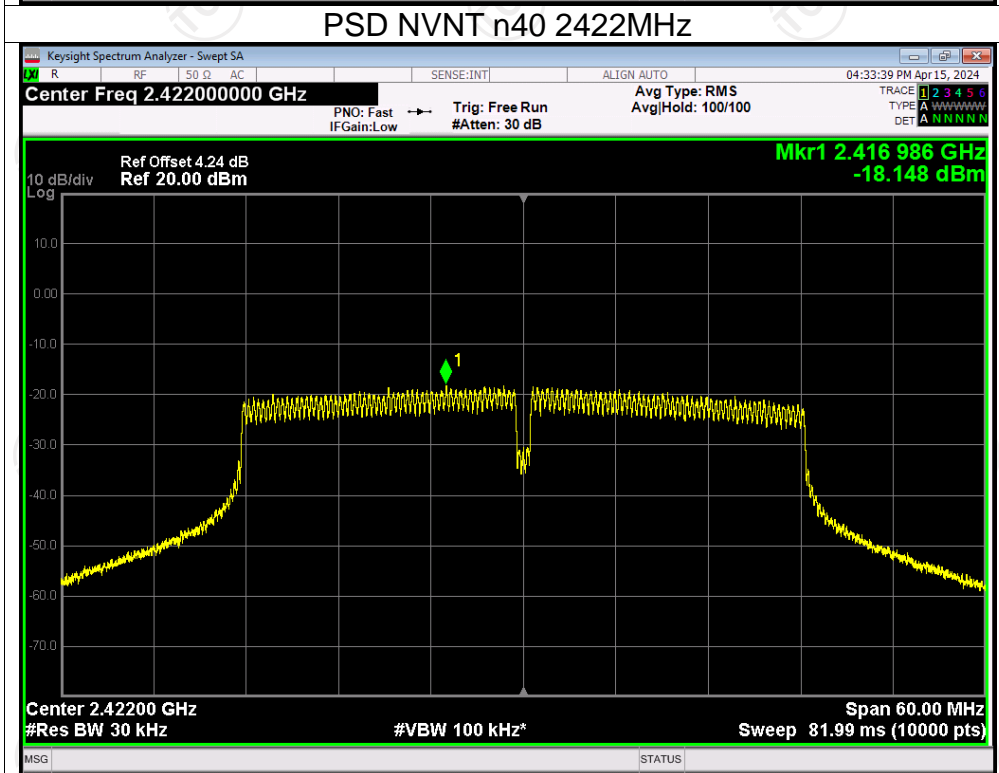 PSD NVNT n40 2422MHz
Keysight Spectrum Analyzer - Swept SA
LXI R RF 50 Ω AC SENSE:INT ALIGN AUTO 04:33:39 PM Apr 15, 2024
Center Freq 2.422000000 GHz
PNO: Fast
IFGain:Low
Trig: Free Run
#Atten: 30 dB
Avg Type: RMS
Avg|Hold: 100/100
TRACE 1 2 3 4 5 6
TYPE A WWWWW
DET A N N N N N
Mkr1 2.416 986 GHz
-18.148 dBm
Ref Offset 4.24 dB
10 dB/div Ref 20.00 dBm
Log
10.0
0.00
-10.0
1
-20.0
-30.0
-40.0
-50.0
-60.0
-70.0
Center 2.42200 GHz Span 60.00 MHz
#Res BW 30 kHz #VBW 100 kHz* Sweep 81.99 ms (10000 pts)
MSG STATUS